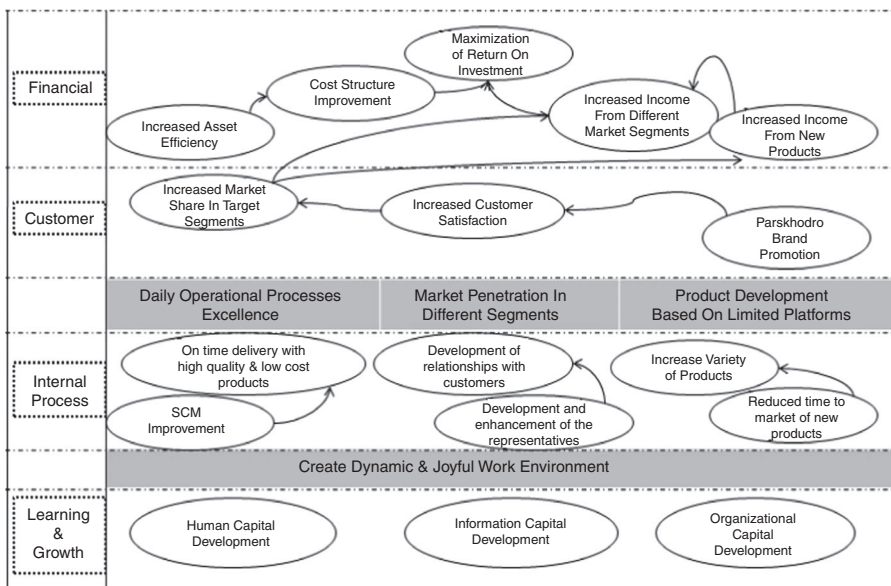 Financial
Maximization
of Return On
Investment
Cost Structure
Improvement
Increased Asset
Efficiency
Increased Income
From Different
Market Segments
Increased Income
From New
Products
Customer
Increased Market
Share In Target
Segments
Increased Customer
Satisfaction
Parskhodro
Brand
Promotion
Daily Operational Processes
Excellence
Market Penetration In
Different Segments
Product Development
Based On Limited Platforms
Internal
Process
On time delivery with
high quality & low cost
products
SCM
Improvement
Development of
relationships with
customers
Development and
enhancement of the
representatives
Increase Variety
of Products
Reduced time to
market of new
products
Create Dynamic & Joyful Work Environment
Learning
&
Growth
Human Capital
Development
Information Capital
Development
Organizational
Capital
Development